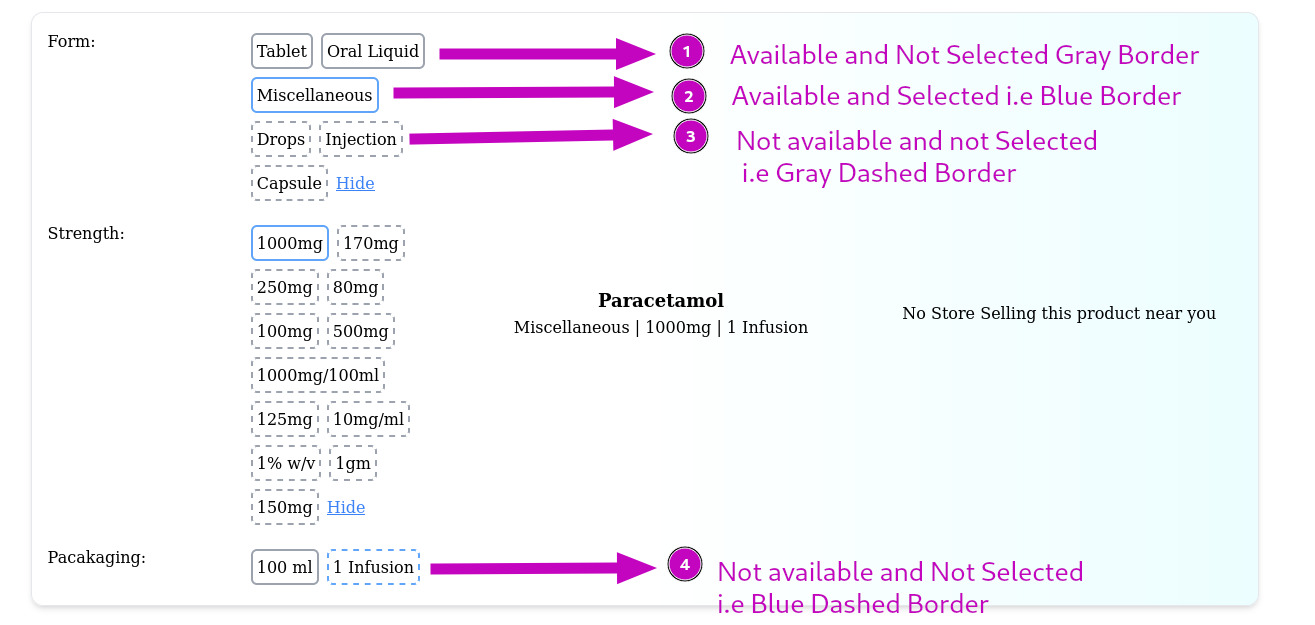 Form:
Tablet Oral Liquid 1 Available and Not Selected Gray Border
Miscellaneous 2 Available and Selected i.e Blue Border
Drops Injection 3 Not available and not Selected
i.e Gray Dashed Border
Capsule Hide
Strength:
1000mg 170mg
250mg 80mg
100mg 500mg
1000mg/100ml
125mg 10mg/ml
1% w/v 1gm
150mg Hide
Paracetamol
Miscellaneous | 1000mg | 1 Infusion
No Store Selling this product near you
Pacakaging:
100 ml 1 Infusion 4 Not available and Not Selected
i.e Blue Dashed Border